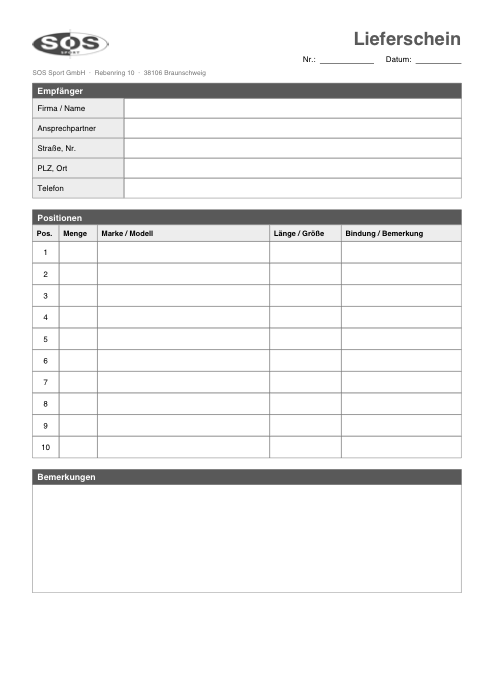 SOS
SPORT
Lieferschein
Nr.: __________ Datum: __________
SOS Sport GmbH · Rebenring 10 · 38106 Braunschweig
Empfänger
Firma / Name
Ansprechpartner
Straße, Nr.
PLZ, Ort
Telefon
Positionen
Pos. Menge Marke / Modell Länge / Größe Bindung / Bemerkung
1
2
3
4
5
6
7
8
9
10
Bemerkungen